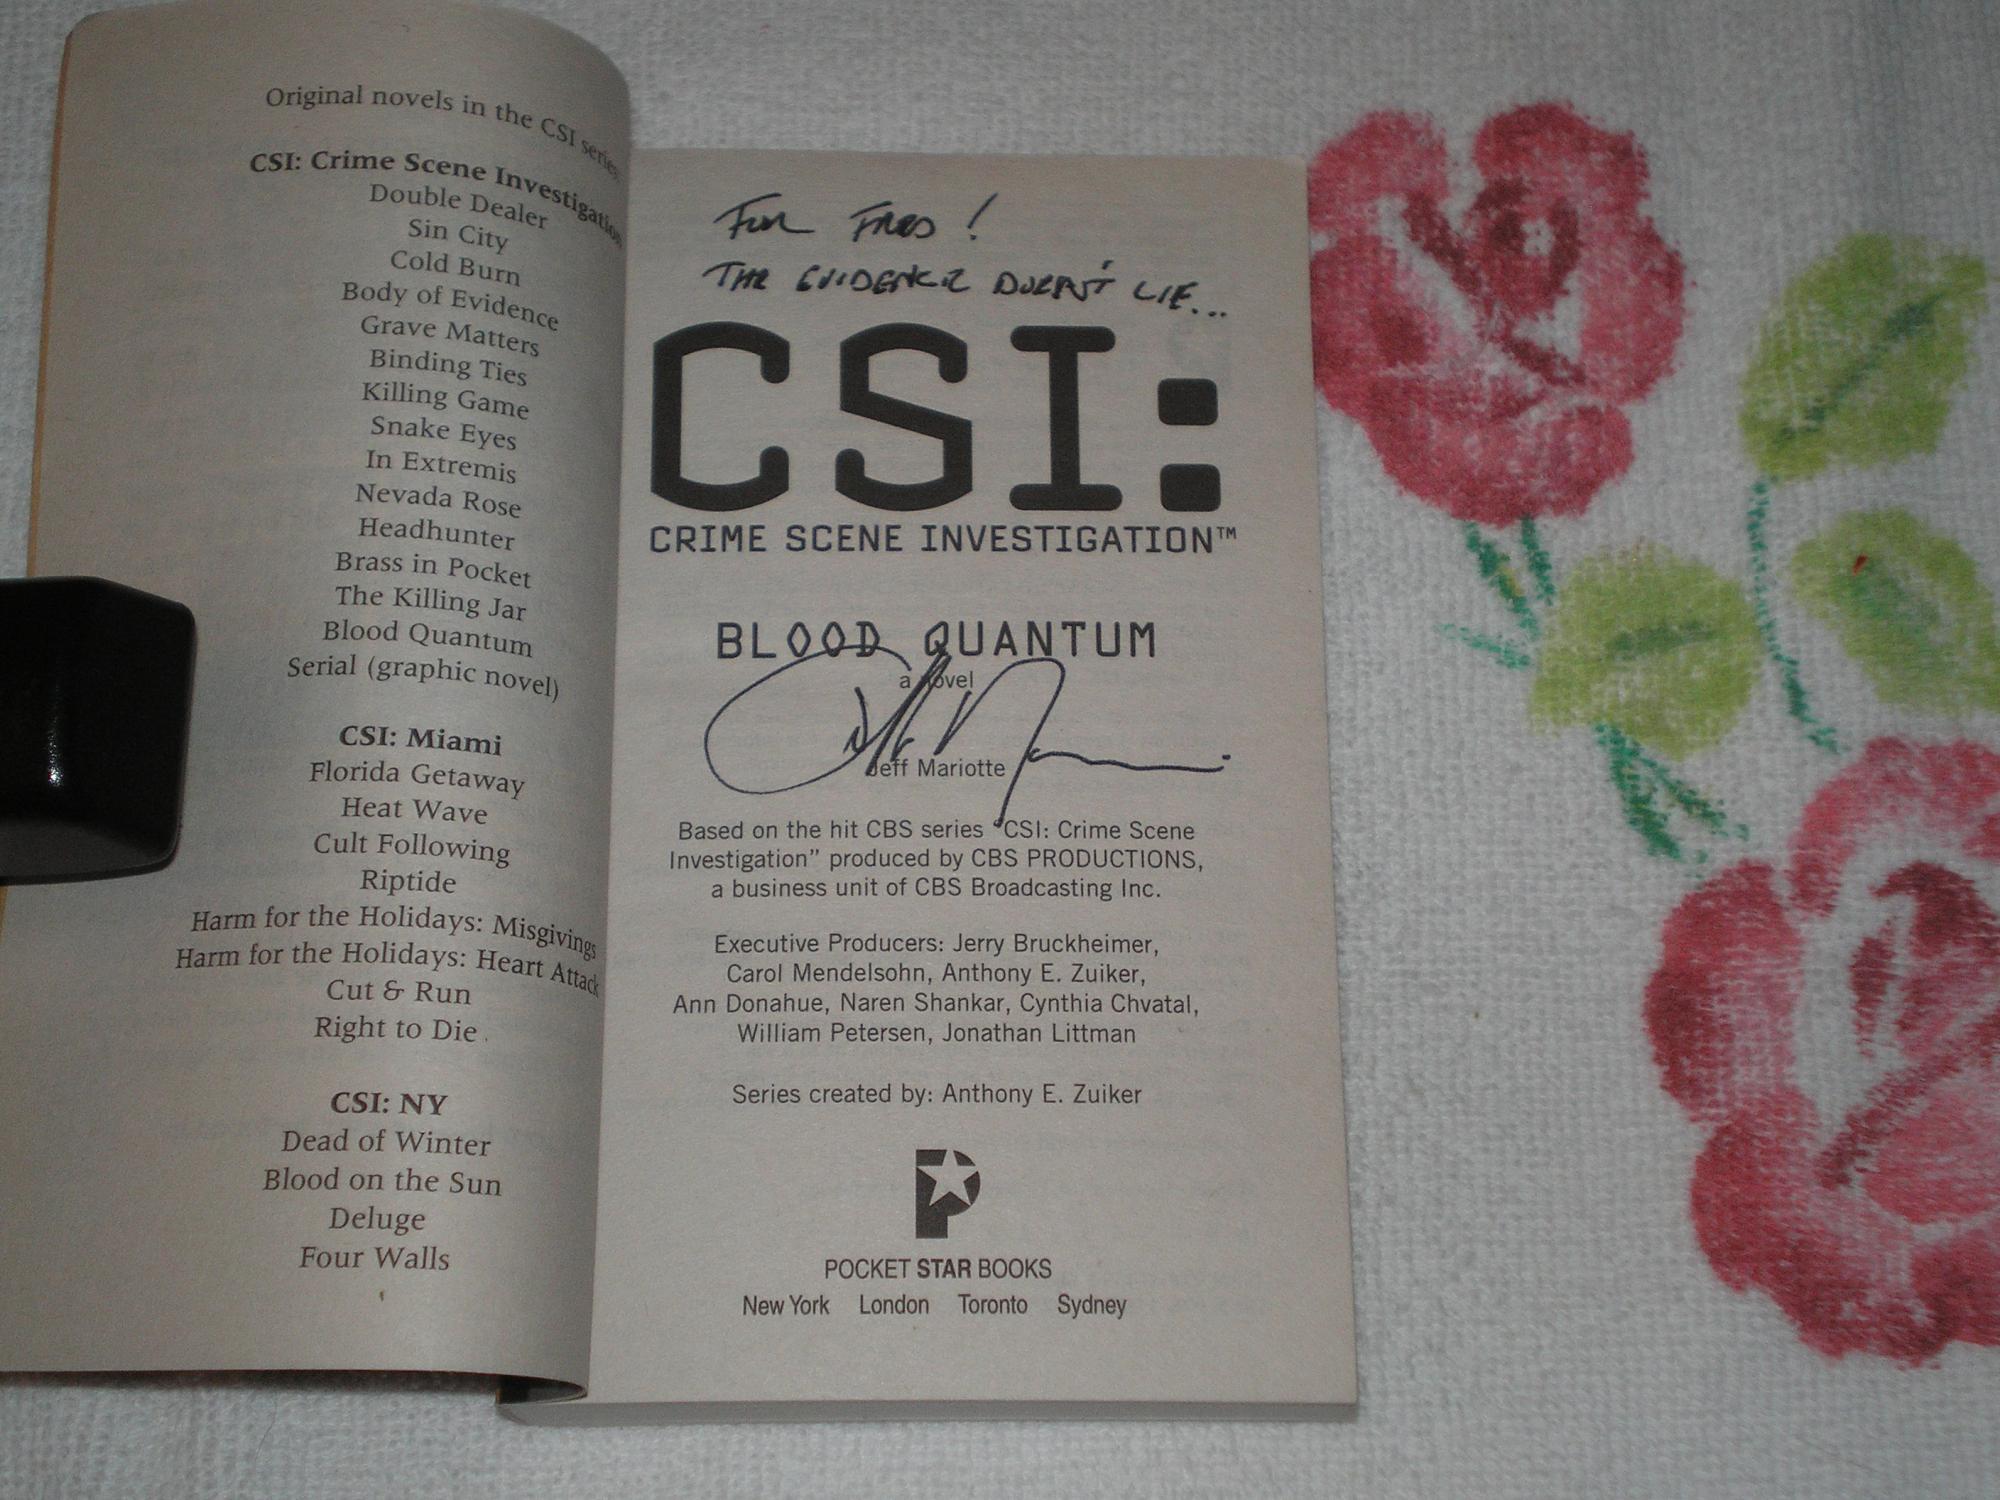 Original novels in the CSI series:
CSI: Crime Scene Investigation
Double Dealer
Sin City
Cold Burn
Body of Evidence
Grave Matters
Binding Ties
Killing Game
Snake Eyes
In Extremis
Nevada Rose
Headhunter
Brass in Pocket
The Killing Jar
Blood Quantum
Serial (graphic novel)
CSI: Miami
Florida Getaway
Heat Wave
Cult Following
Riptide
Harm for the Holidays: Misgivings
Harm for the Holidays: Heart Attack
Cut & Run
Right to Die
CSI: NY
Dead of Winter
Blood on the Sun
Deluge
Four Walls
FOR FRED!
THE EVIDENCE DOESN'T LIE...
CSI:
CRIME SCENE INVESTIGATION™
BLOOD QUANTUM
a novel
Jeff Mariotte
Based on the hit CBS series "CSI: Crime Scene
Investigation” produced by CBS PRODUCTIONS,
a business unit of CBS Broadcasting Inc.
Executive Producers: Jerry Bruckheimer,
Carol Mendelsohn, Anthony E. Zuiker,
Ann Donahue, Naren Shankar, Cynthia Chvatal,
William Petersen, Jonathan Littman
Series created by: Anthony E. Zuiker
P
POCKET STAR BOOKS
New York London Toronto Sydney